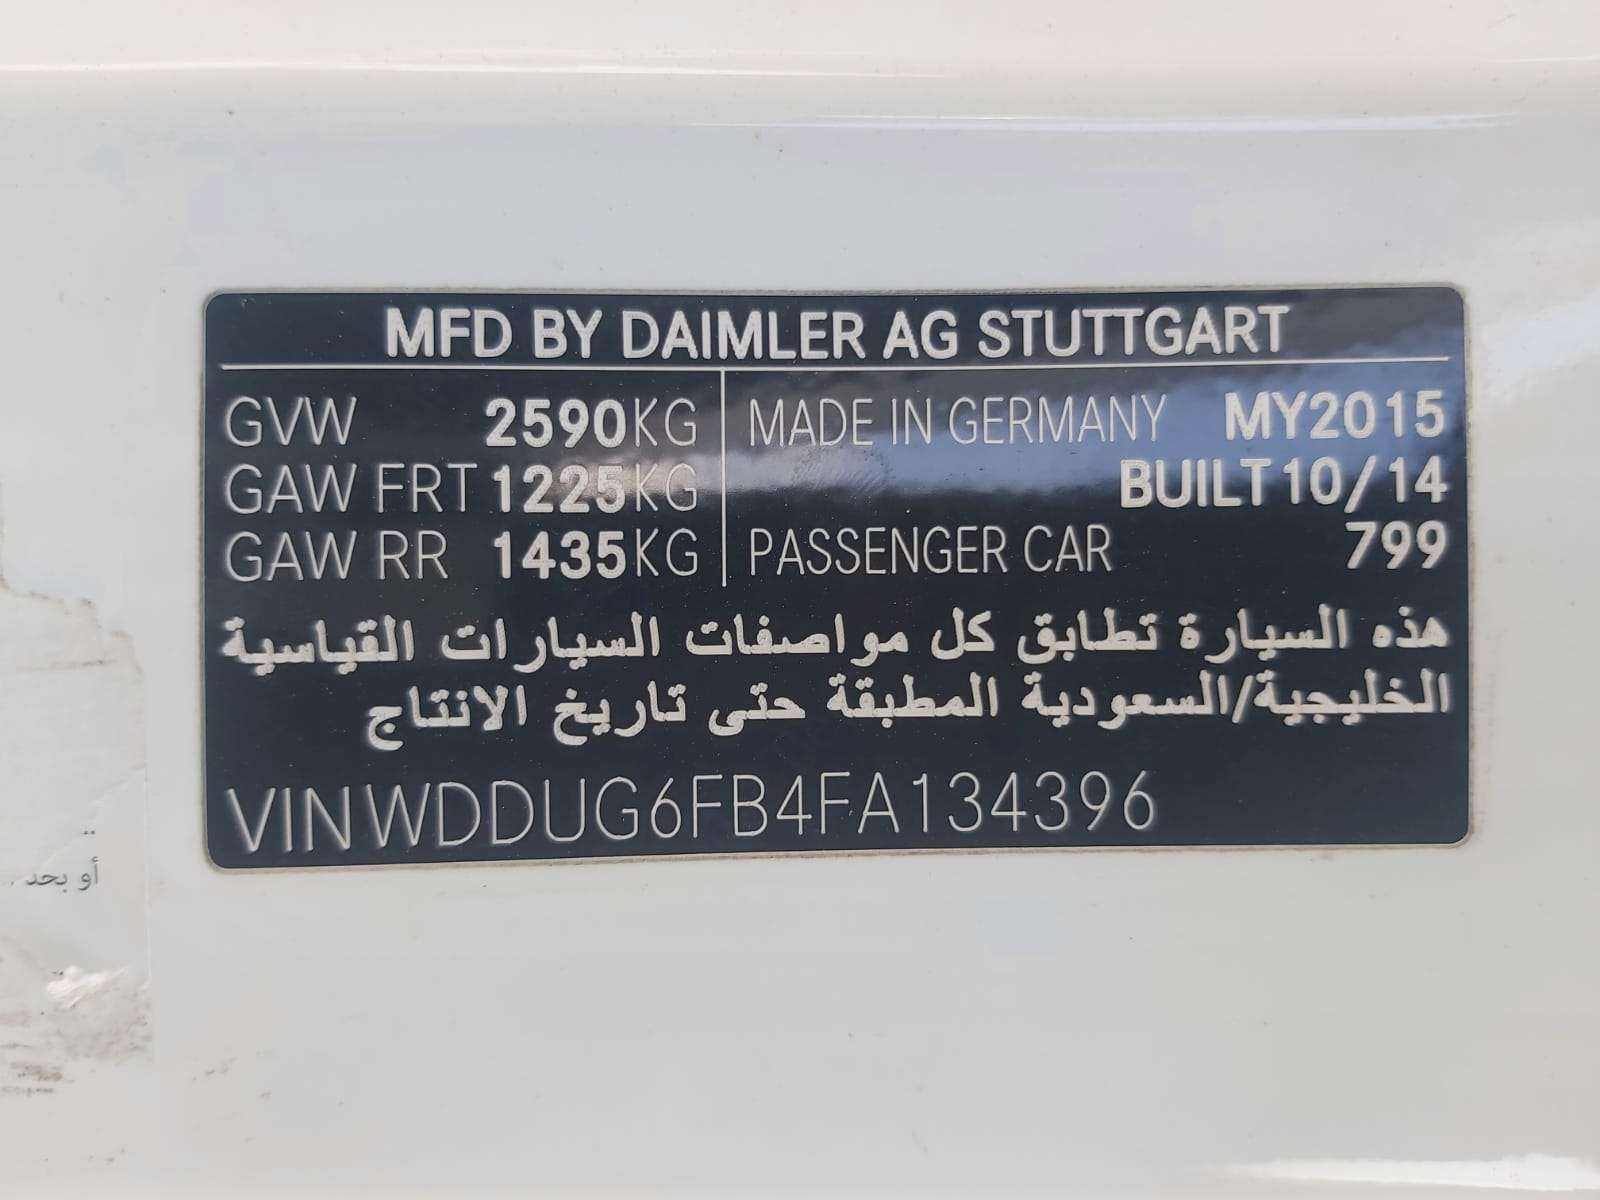 MFD BY DAIMLER AG STUTTGART
GVW 2590KG MADE IN GERMANY MY2015
GAW FRT 1225KG BUILT 10/14
GAW RR 1435KG PASSENGER CAR 799
هذه السيارة تطابق كل مواصفات السيارات القياسية
الخليجية/السعودية المطبقة حتى تاريخ الانتاج
VIN WDDUG6FB4FA134396
أو بحد